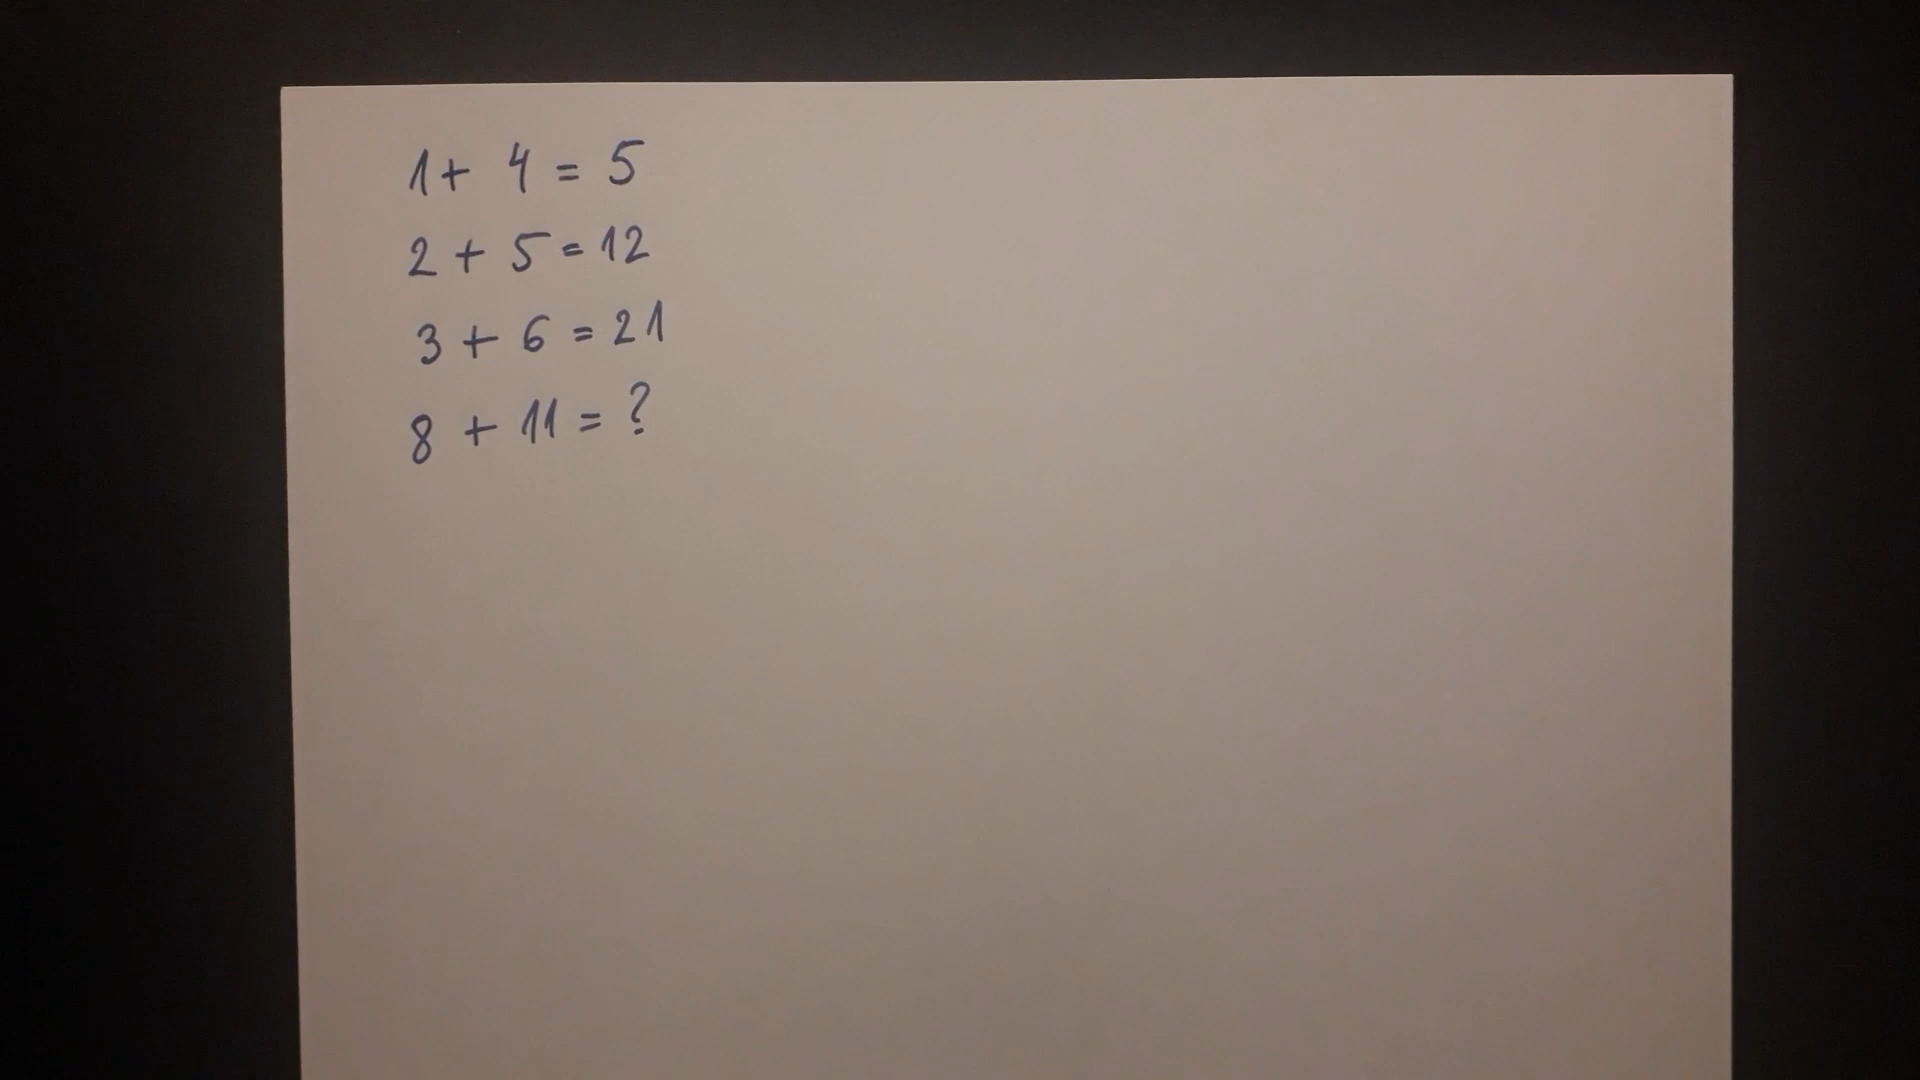 1 + 4 = 5
2 + 5 = 12
3 + 6 = 21
8 + 11 = ?